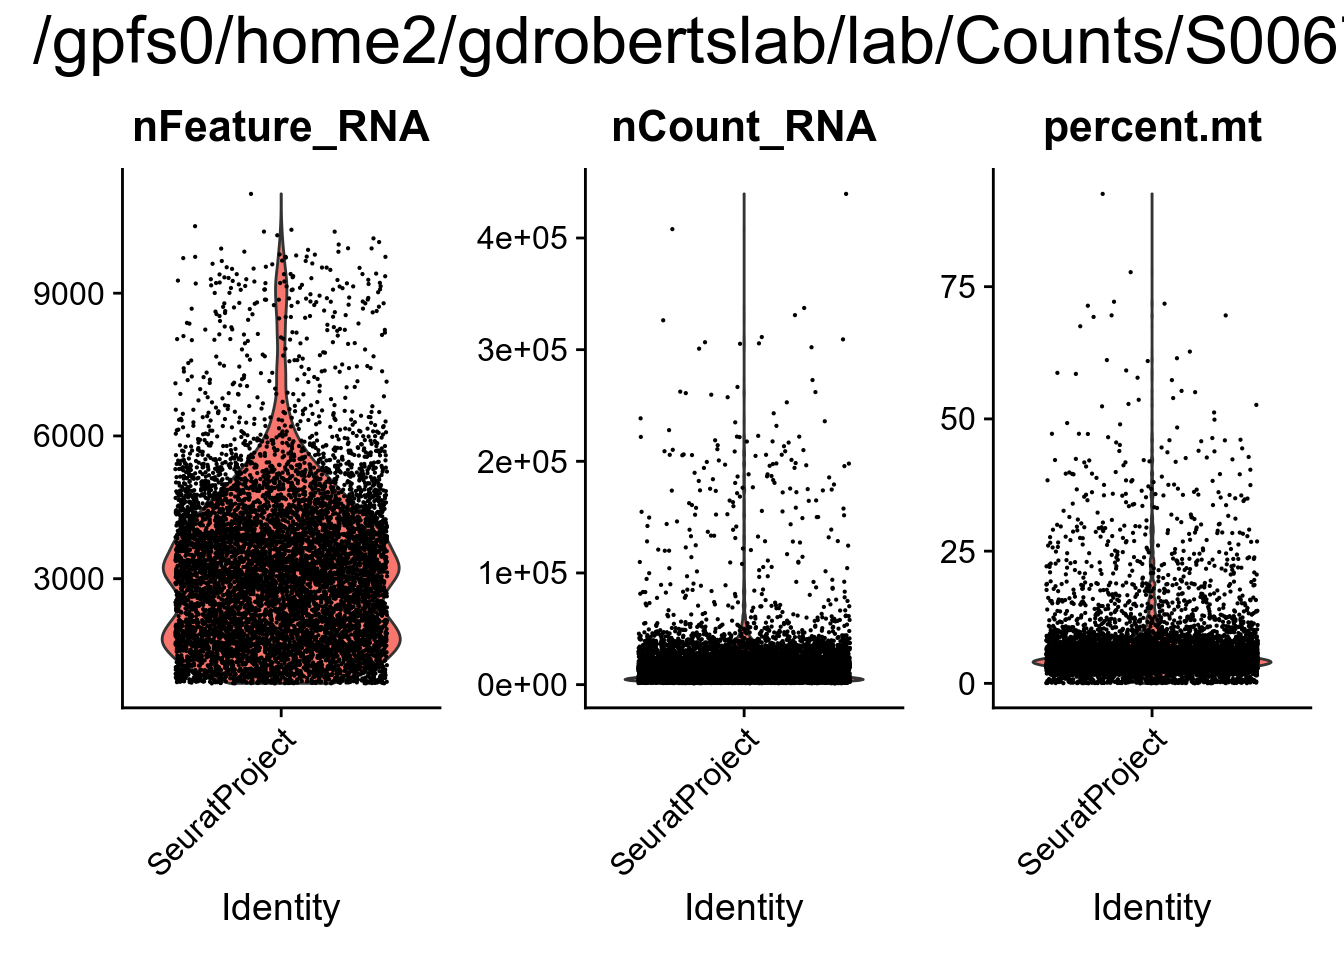 /gpfs0/home2/gdrobertslab/lab/Counts/S006
nFeature_RNA
nCount_RNA
percent.mt
9000
6000
3000
4e+05
3e+05
2e+05
1e+05
0e+00
75
50
25
0
SeuratProject
SeuratProject
SeuratProject
Identity
Identity
Identity